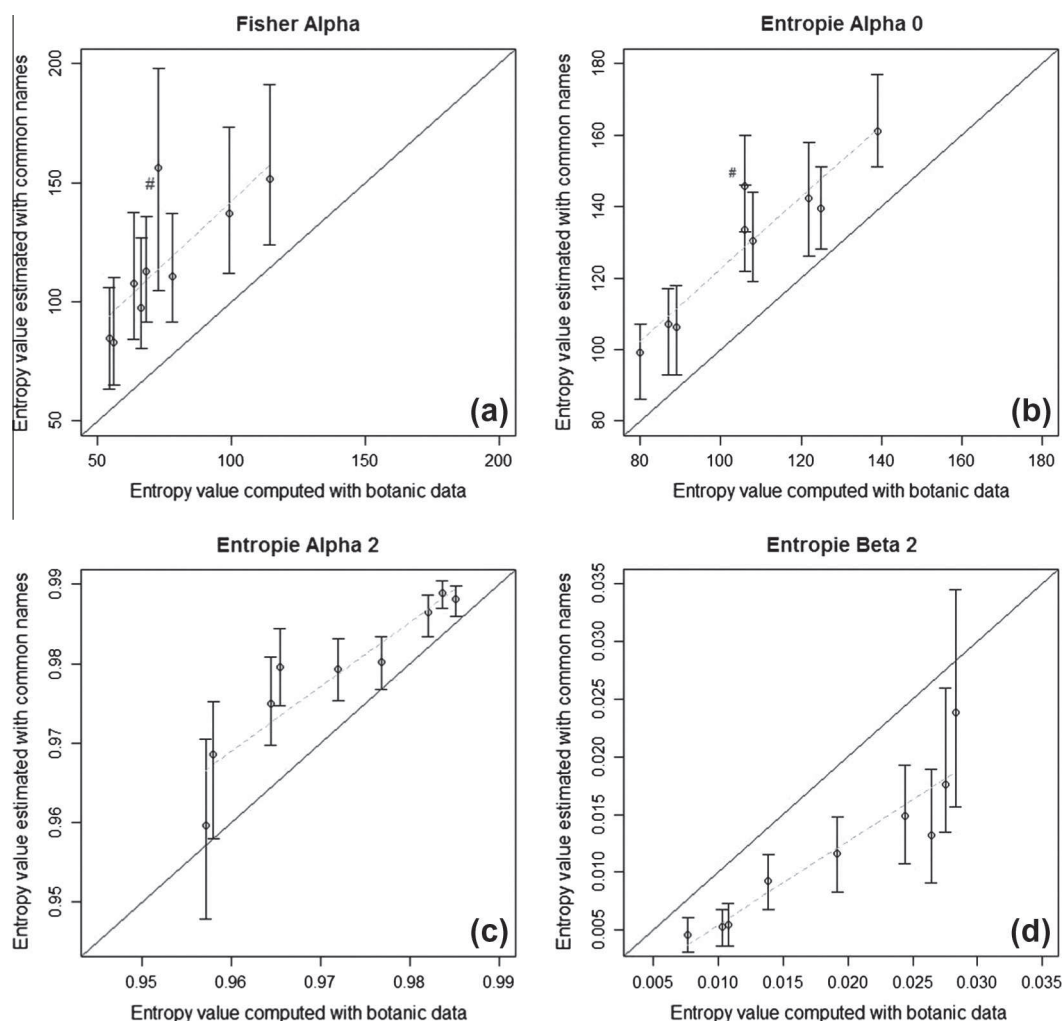 Fisher Alpha
Entropy value estimated with common names
200
150
100
50
#
(a)
50 100 150 200
Entropy value computed with botanic data
Entropie Alpha 0
Entropy value estimated with common names
180
160
140
120
100
80
#
(b)
80 100 120 140 160 180
Entropy value computed with botanic data
Entropie Alpha 2
Entropy value estimated with common names
0.99
0.98
0.97
0.96
0.95
(c)
0.95 0.96 0.97 0.98 0.99
Entropy value computed with botanic data
Entropie Beta 2
Entropy value estimated with common names
0.035
0.030
0.025
0.020
0.015
0.010
0.005
(d)
0.005 0.010 0.015 0.020 0.025 0.030 0.035
Entropy value computed with botanic data